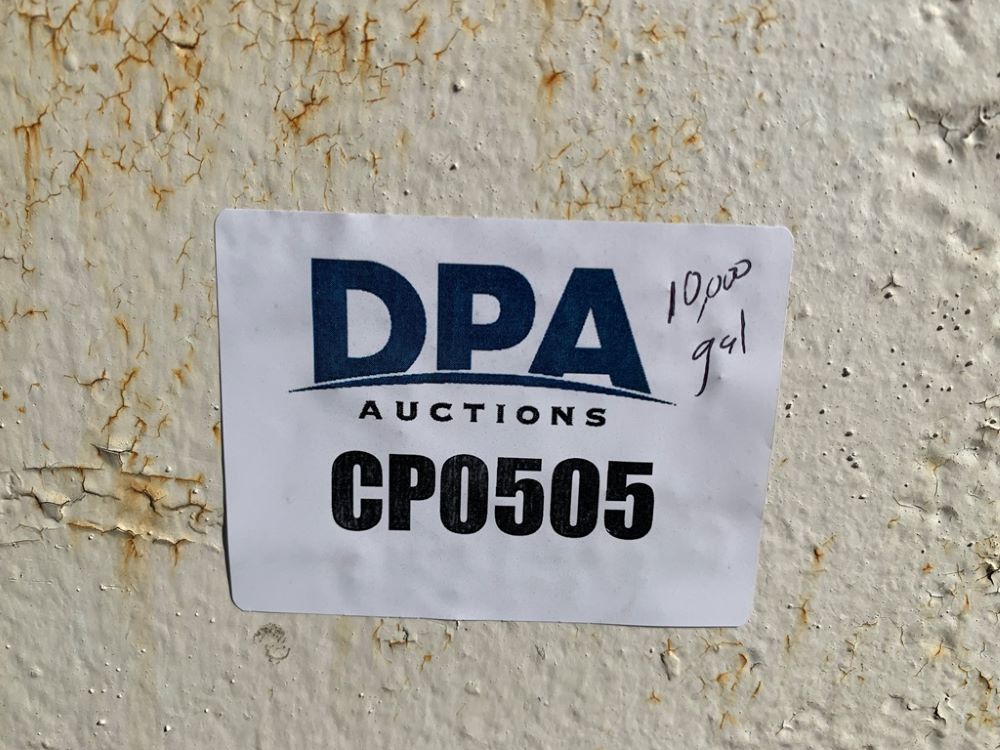 DPA
AUCTIONS
10,000
gal
CP0505